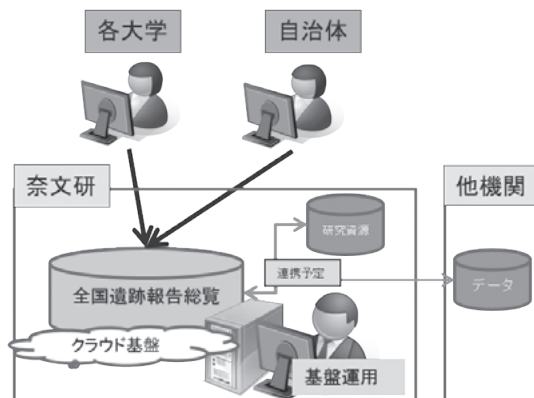 各大学
自治体
奈文研
他機関
研究資源
連携予定
データ
全国遺跡報告総覧
クラウド基盤
基盤運用